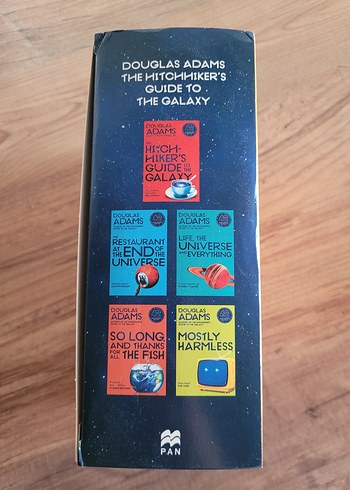 DOUGLAS ADAMS
THE HITCHHIKER'S
GUIDE TO
THE GALAXY
DOUGLAS
ADAMS
THE
HITCH-
HIKER'S
GUIDE TO THE
GALAXY
DOUGLAS
ADAMS
THE
RESTAURANT
AT THE END OF THE
UNIVERSE
DOUGLAS
ADAMS
LIFE, THE
UNIVERSE
AND EVERYTHING
DOUGLAS
ADAMS
SO LONG,
AND THANKS
FOR ALL THE FISH
DOUGLAS
ADAMS
MOSTLY
HARMLESS
PAN